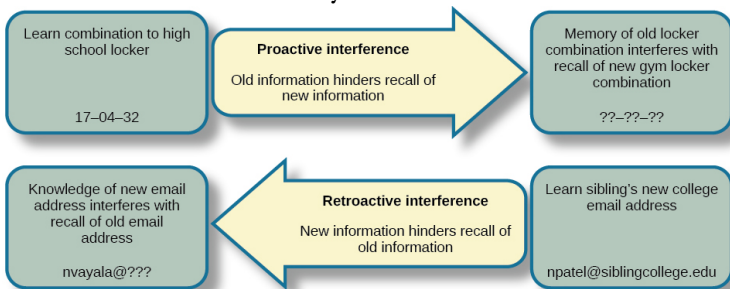 Learn combination to high
school locker
17–04–32
Proactive interference
Old information hinders recall of
new information
Memory of old locker
combination interferes with
recall of new gym locker
combination
??–??–??
Knowledge of new email
address interferes with
recall of old email
address
nvayala@???
Retroactive interference
New information hinders recall of
old information
Learn sibling's new college
email address
npatel@siblingcollege.edu